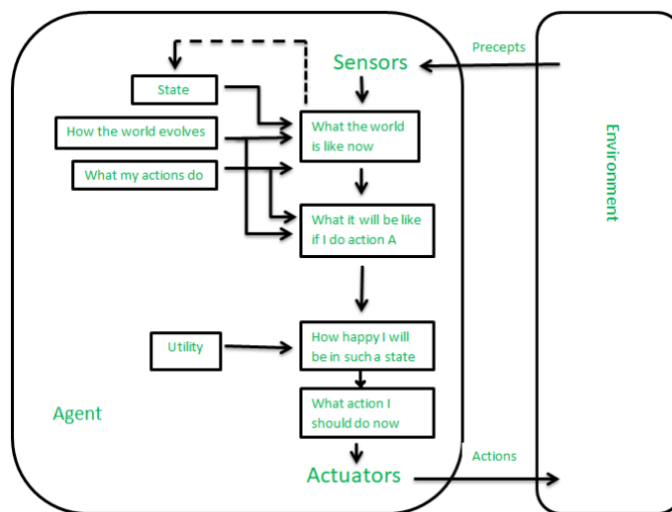 Precepts
Sensors
State
How the world evolves
What the world
is like now
What my actions do
What it will be like
if I do action A
Environment
How happy I will
be in such a state
Utility
What action I
should do now
Agent
Actuators
Actions